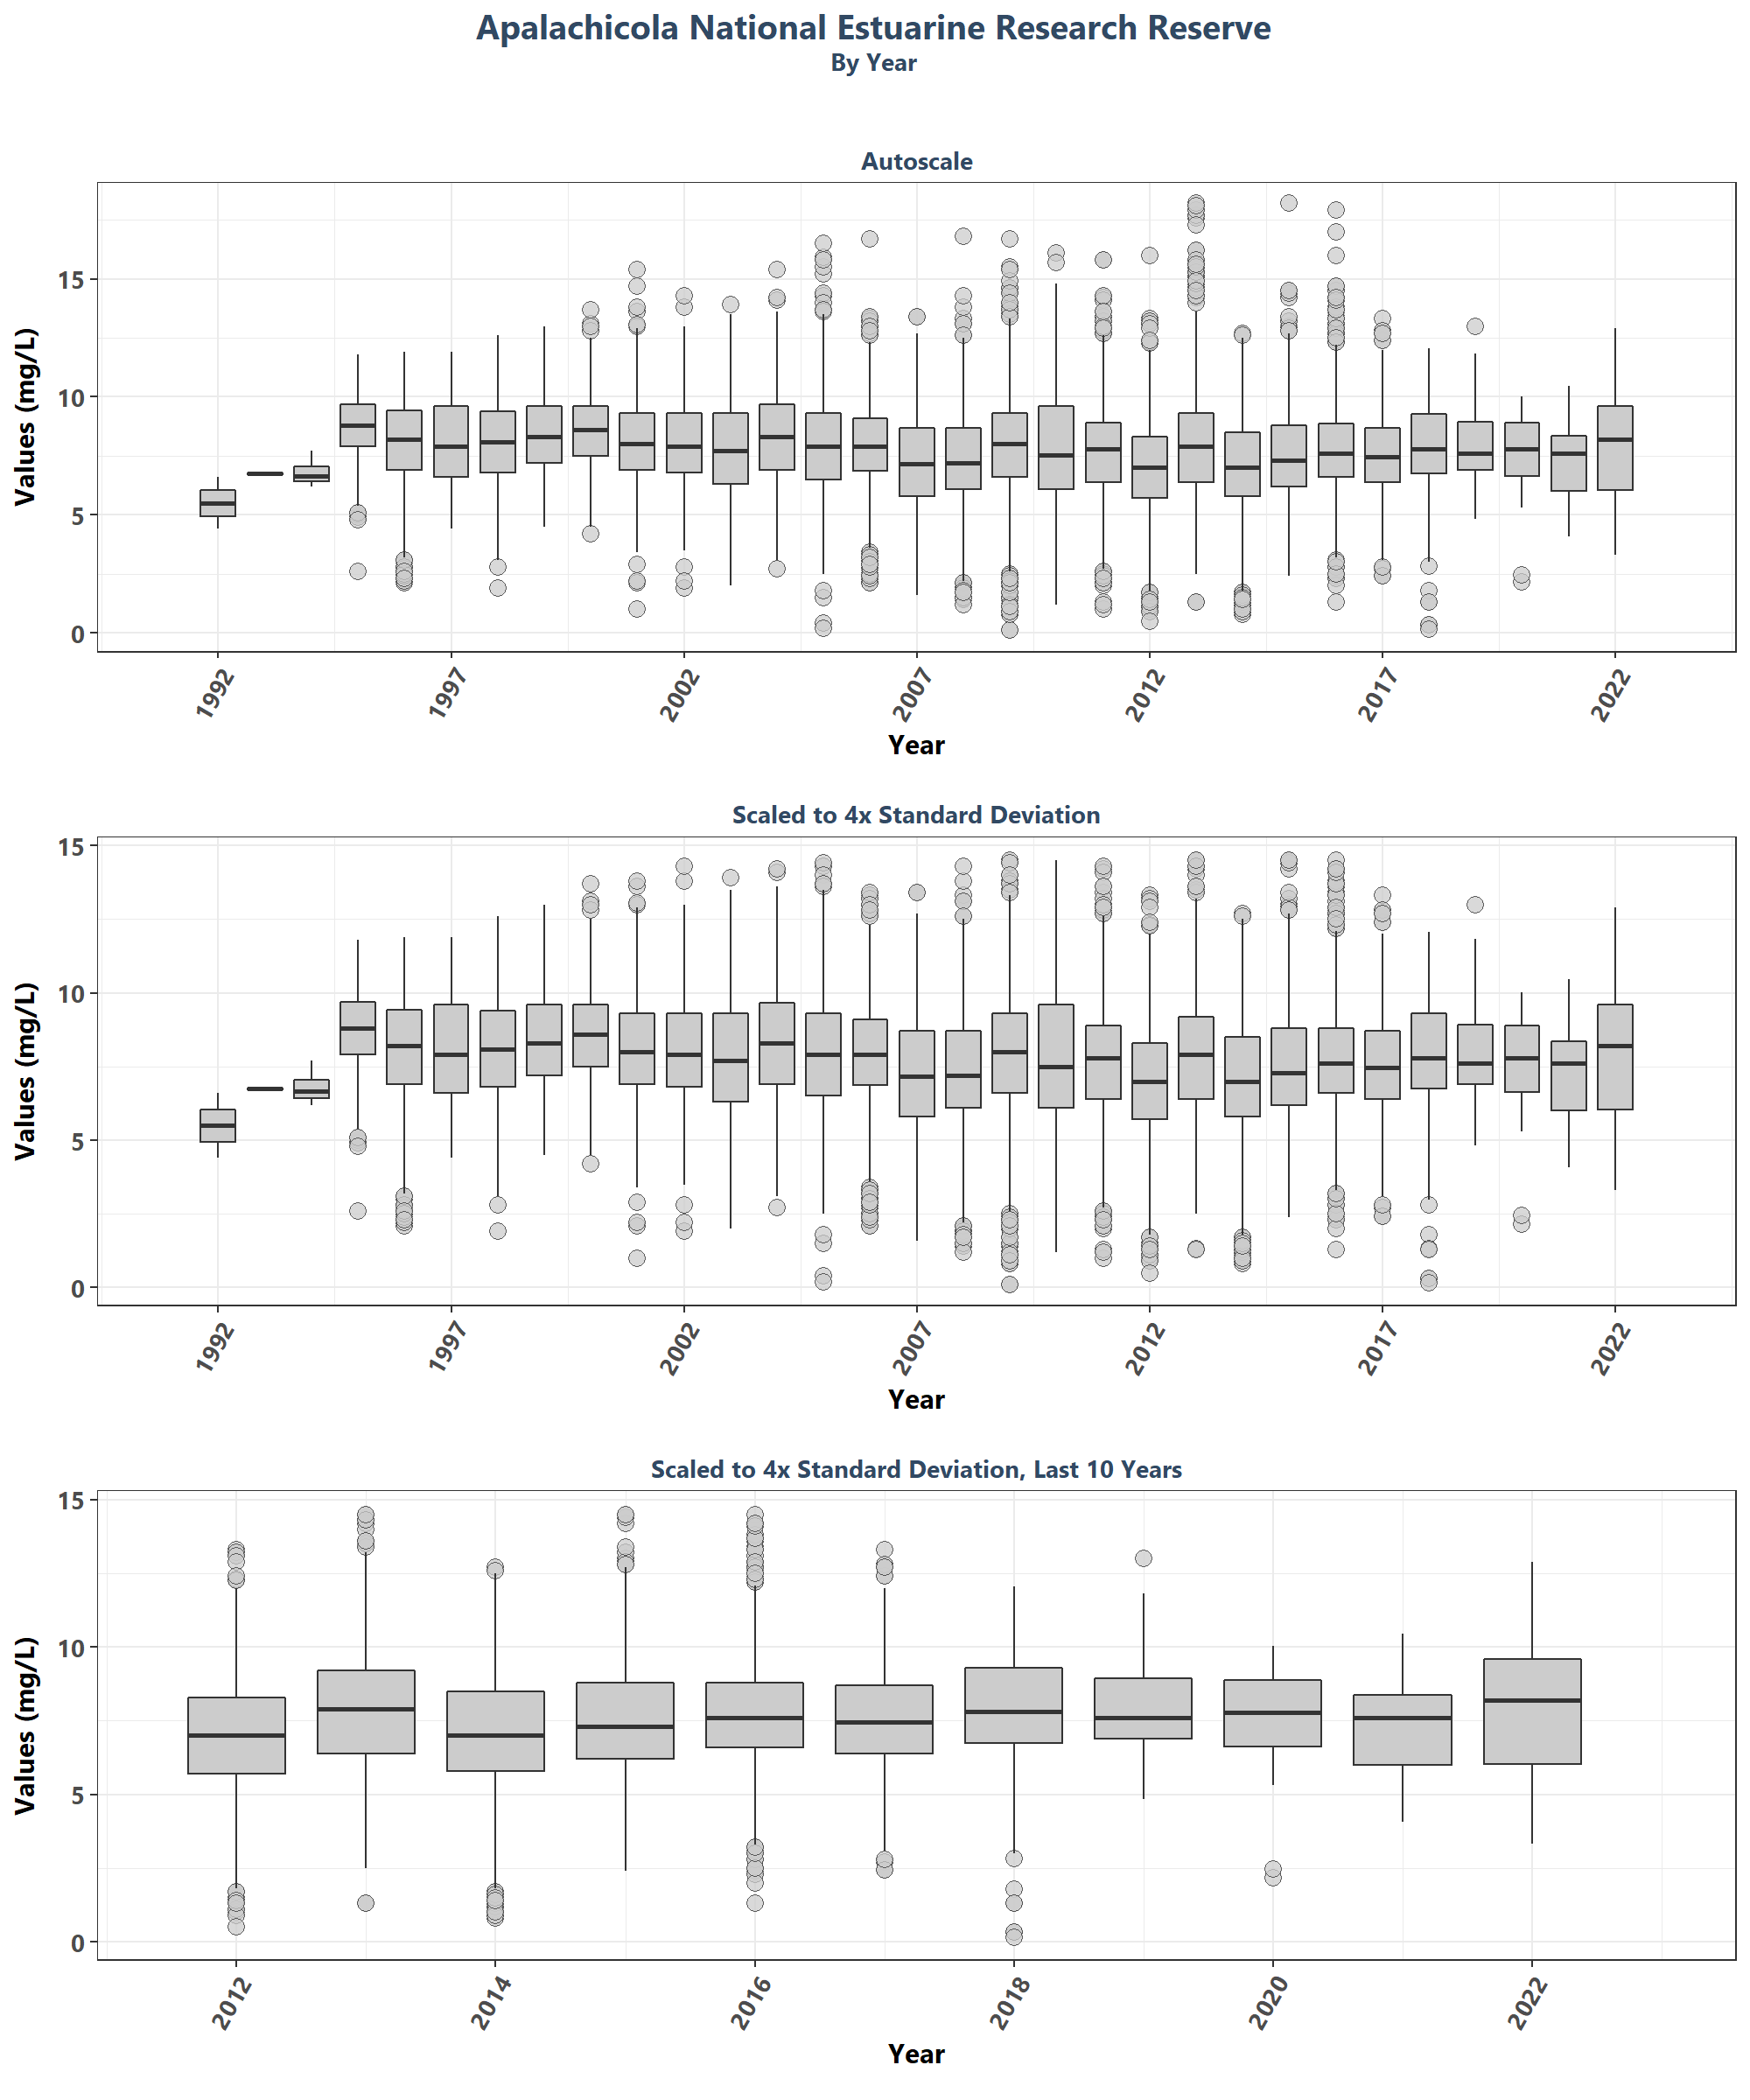 Apalachicola National Estuarine Research Reserve
By Year
Autoscale
Values (mg/L)
15
10
5
0
1992 1997 2002 2007 2012 2017 2022
Year
Scaled to 4x Standard Deviation
Values (mg/L)
15
10
5
0
1992 1997 2002 2007 2012 2017 2022
Year
Scaled to 4x Standard Deviation, Last 10 Years
Values (mg/L)
15
10
5
0
2012 2014 2016 2018 2020 2022
Year